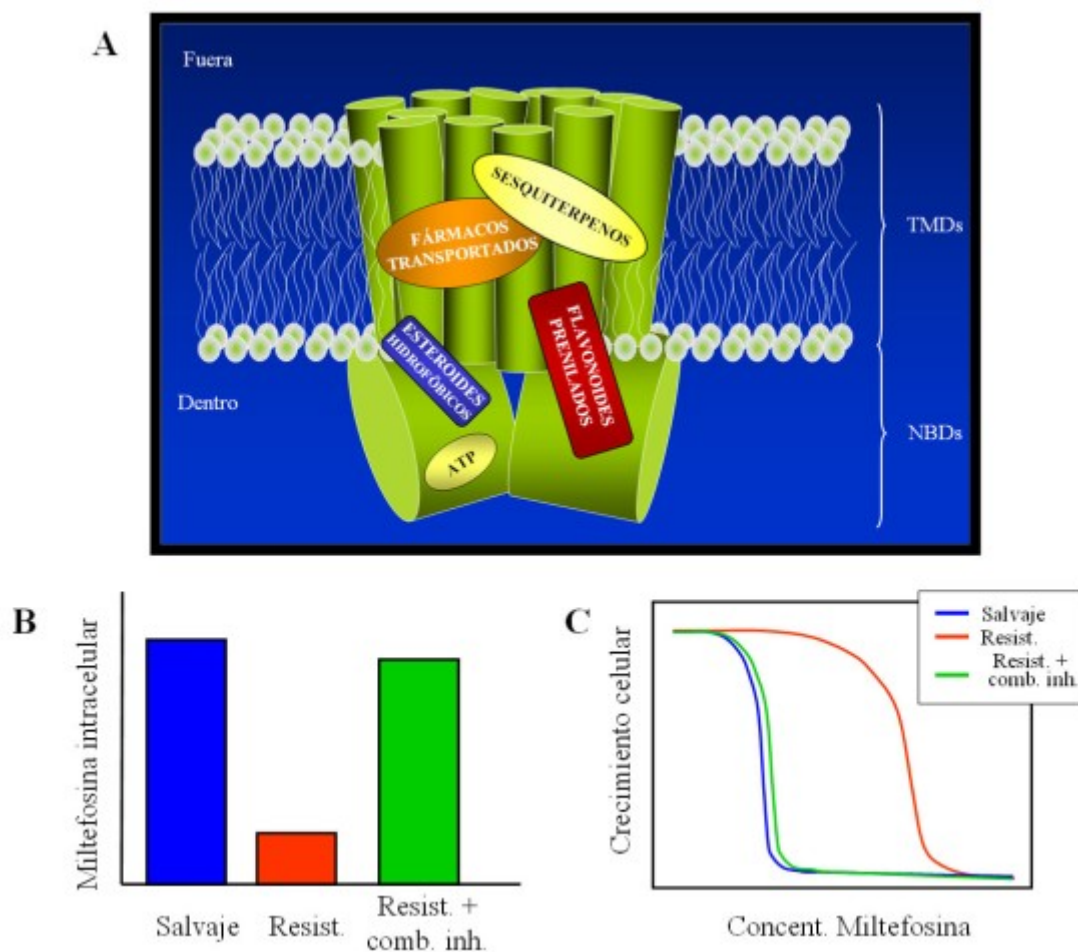 A
Fuera
SESQUITERPENOS
FÁRMACOS
TRANSPORTADOS
TMDs
ESTEROIDES
HIDROFÓBICOS
FLAVONOIDES
PRENILADOS
Dentro
NBDs
ATP
B
Miltefosina intracelular
Salvaje
Resist.
Resist. +
comb. inh.
C
Salvaje
Resist.
Resist. +
comb. inh.
Crecimiento celular
Concent. Miltefosina